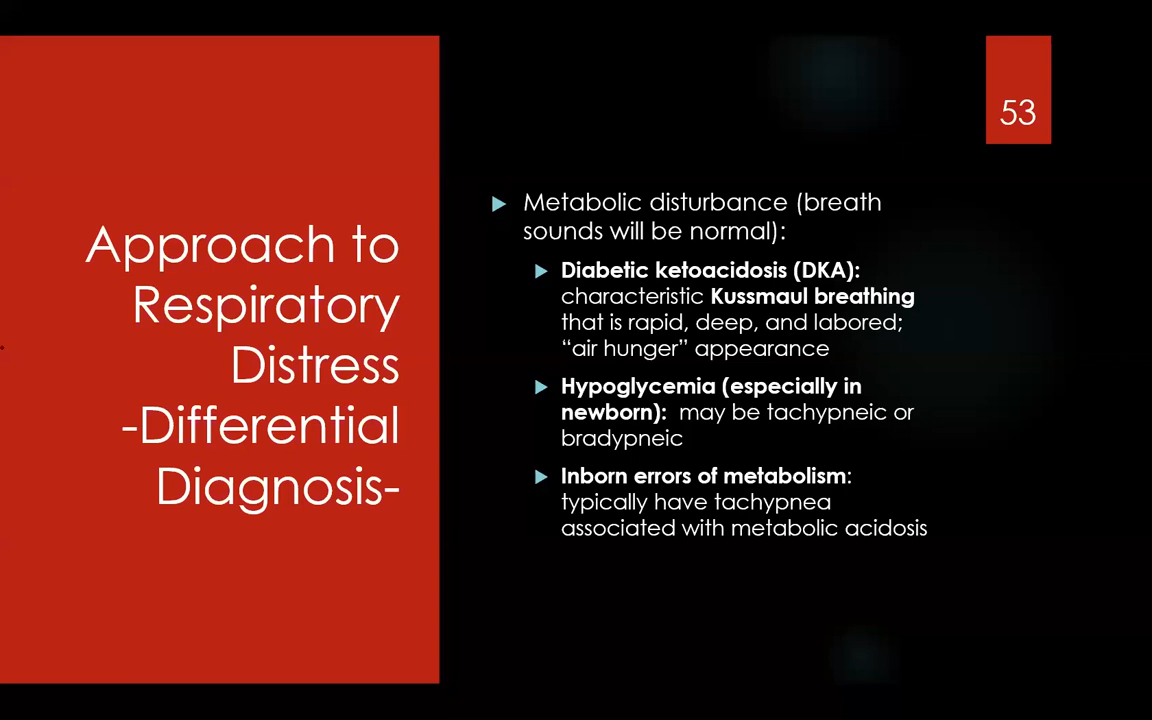 53
Approach to
Respiratory
Distress
-Differential
Diagnosis-
Metabolic disturbance (breath
sounds will be normal):
Diabetic ketoacidosis (DKA):
characteristic Kussmaul breathing
that is rapid, deep, and labored;
“air hunger” appearance
Hypoglycemia (especially in
newborn): may be tachypneic or
bradypneic
Inborn errors of metabolism:
typically have tachypnea
associated with metabolic acidosis